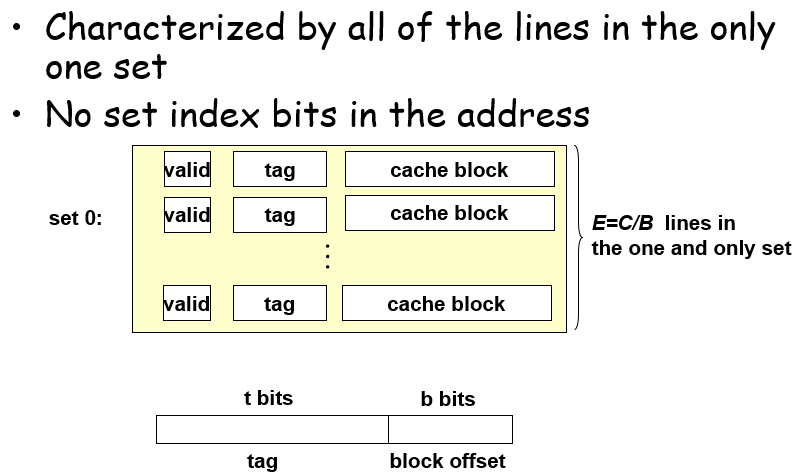 • Characterized by all of the lines in the only
one set
• No set index bits in the address
valid tag cache block
set 0: valid tag cache block
E=C/B lines in
the one and only set
⋮
valid tag cache block
t bits b bits
tag block offset